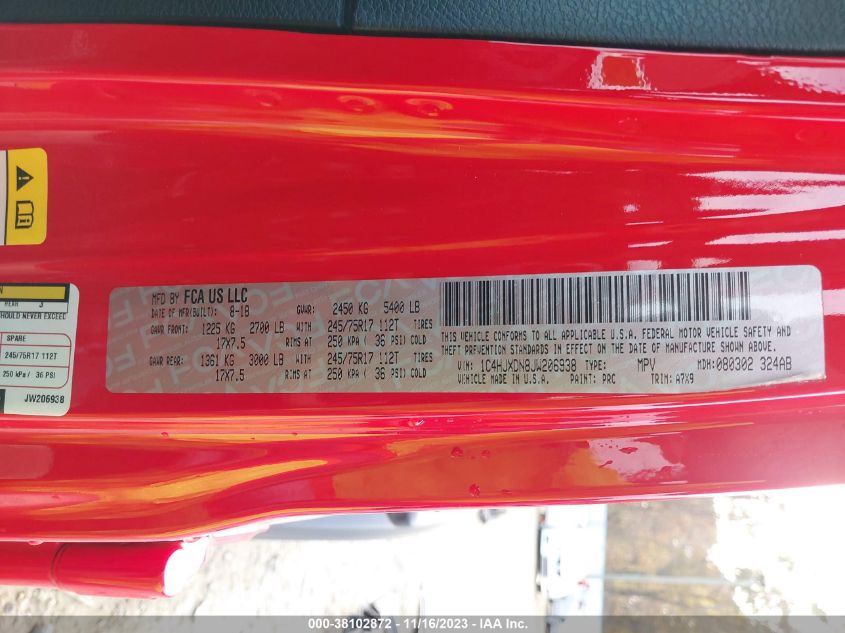 REAR 3
HOULD NEVER EXCEED
SPARE
245/75R17 112T
250 kPa / 36 PSI
JW206938
MFD BY FCA US LLC
DATE OF MFR(BUILT): 8-18 GVWR: 2450 KG 5400 LB
GAWR FRONT: 1225 KG 2700 LB WITH 245/75R17 112T TIRES
17X7.5 RIMS AT 250 KPA ( 36 PSI) COLD
GAWR REAR: 1361 KG 3000 LB WITH 245/75R17 112T TIRES
17X7.5 RIMS AT 250 KPA ( 36 PSI) COLD
THIS VEHICLE CONFORMS TO ALL APPLICABLE U.S.A. FEDERAL MOTOR VEHICLE SAFETY AND
THEFT PREVENTION STANDARDS IN EFFECT ON THE DATE OF MANUFACTURE SHOWN ABOVE.
VIN: 1C4HJXDN8JW206938 TYPE: MPV MDH: 080302 324AB
VEHICLE MADE IN U.S.A. PAINT: PRC TRIM: A7X9
000-38102872 - 11/16/2023 - IAA Inc.